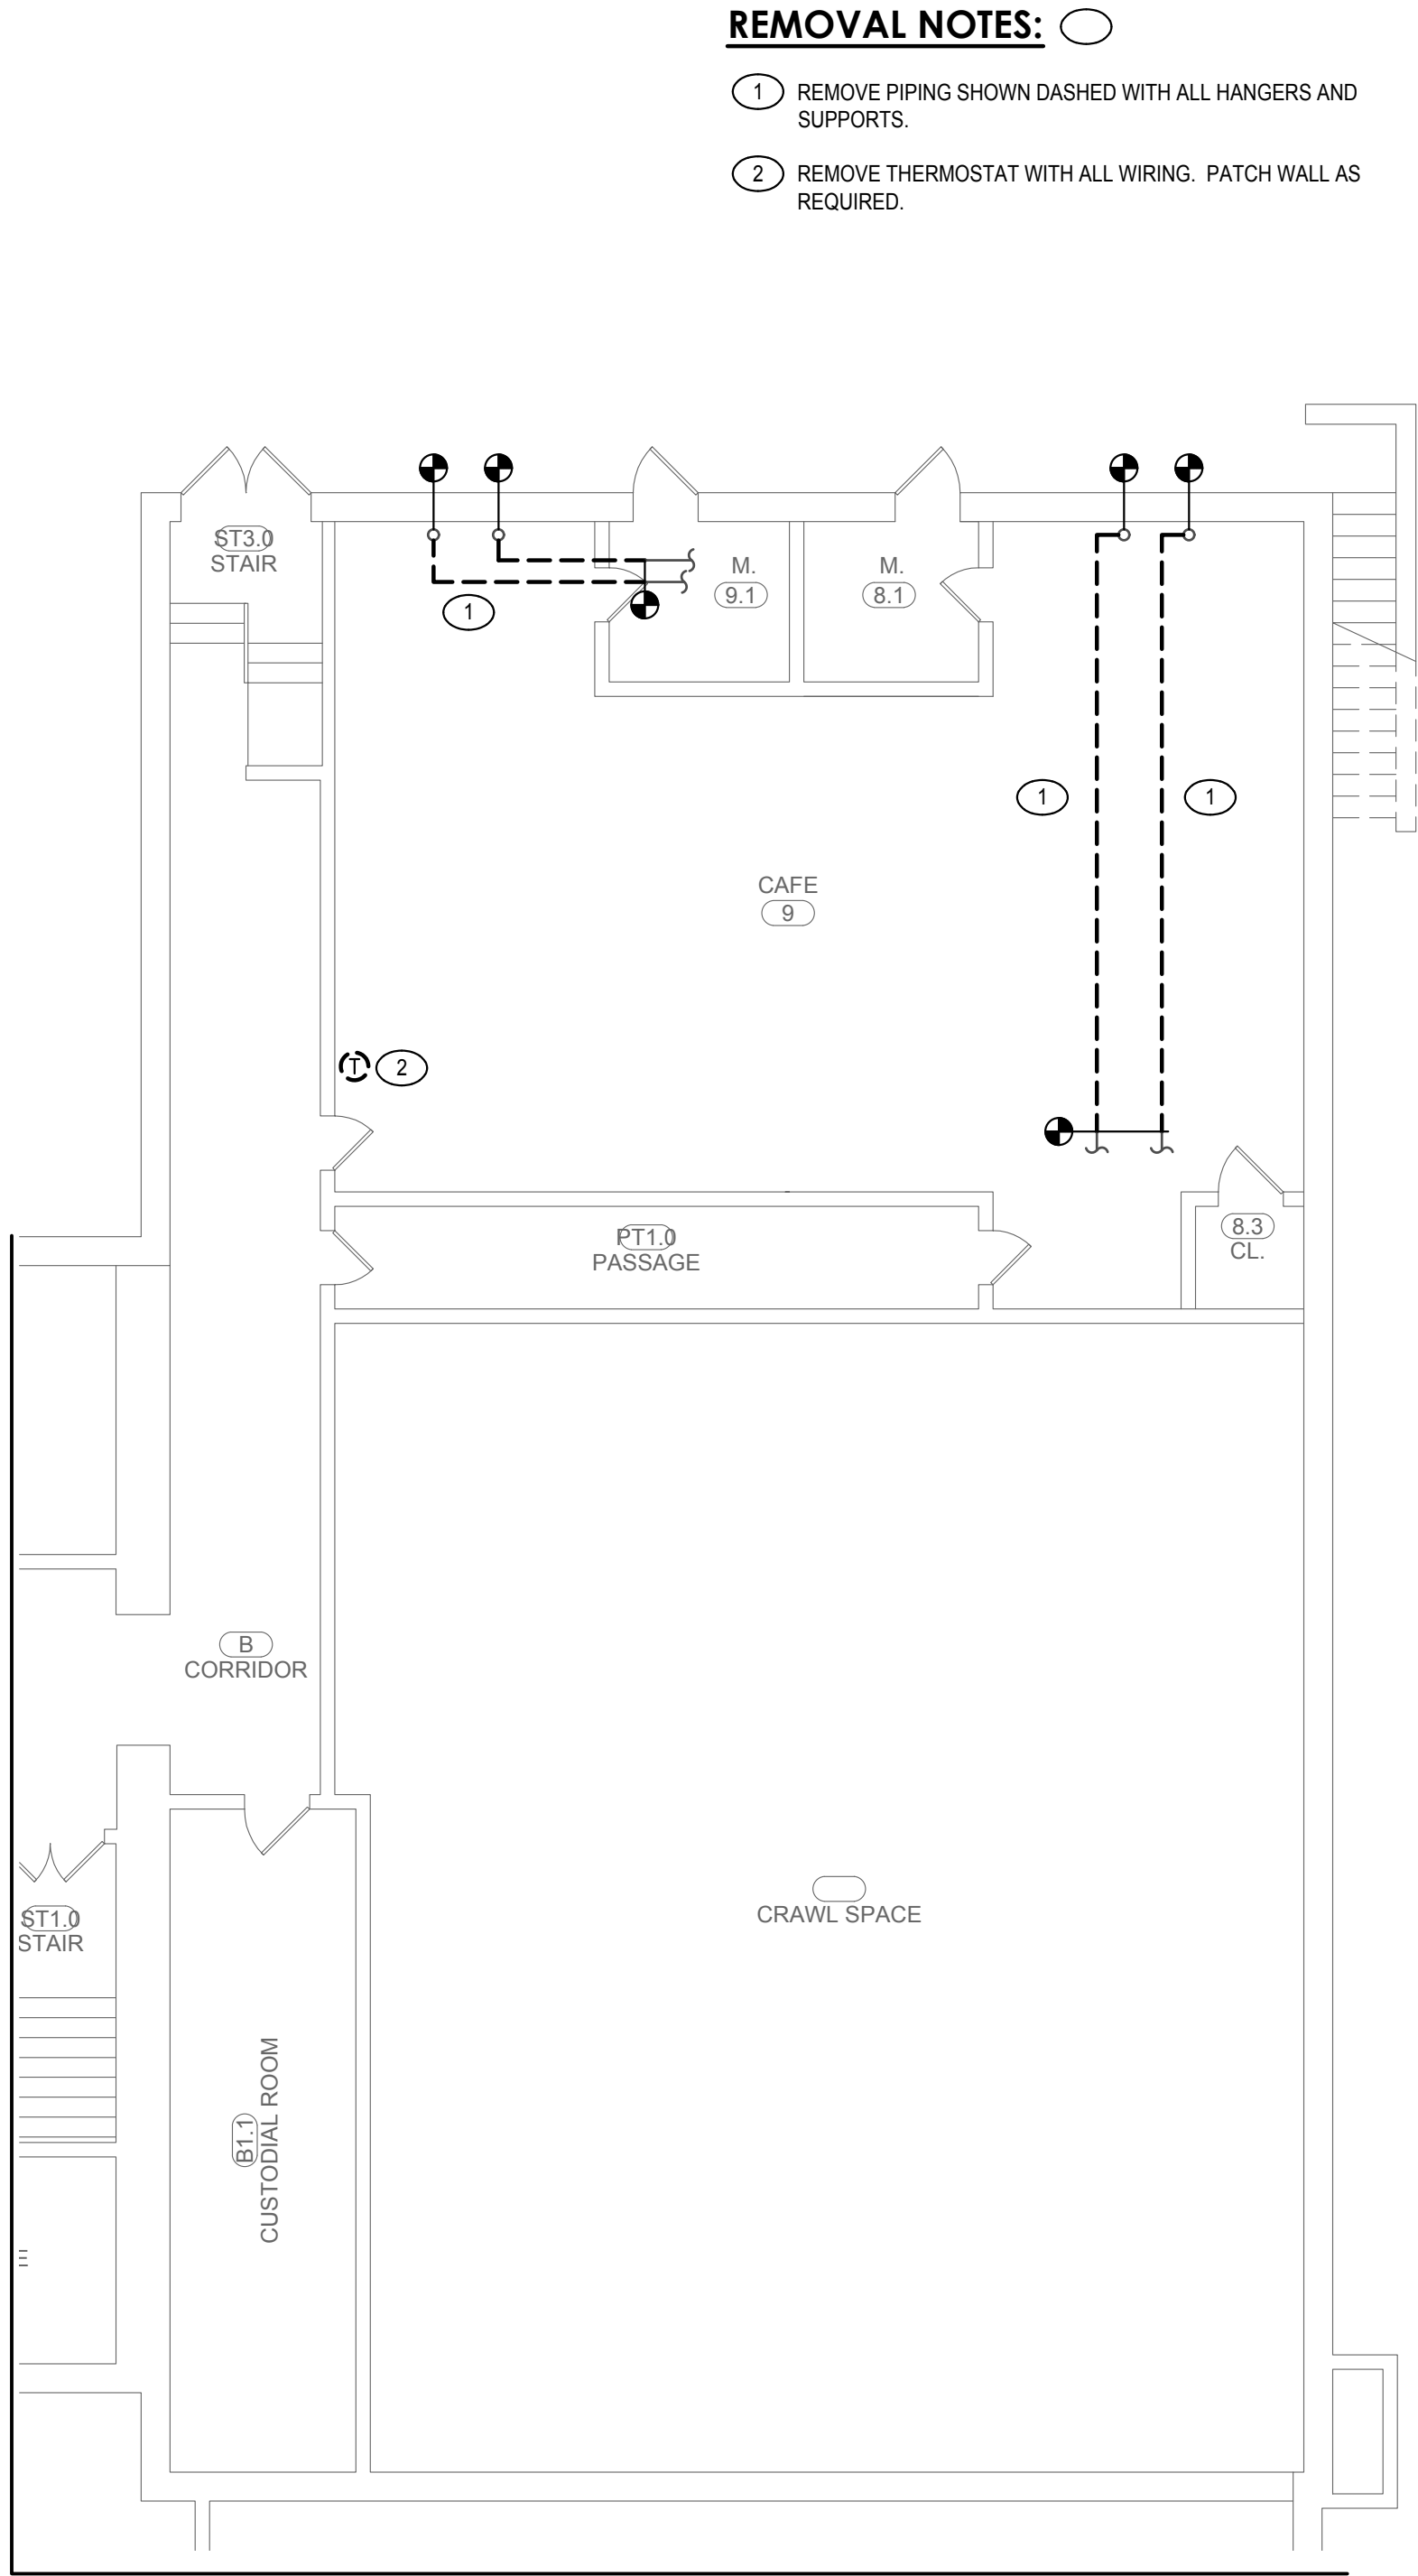 REMOVAL NOTES:
1 REMOVE PIPING SHOWN DASHED WITH ALL HANGERS AND
SUPPORTS.
2 REMOVE THERMOSTAT WITH ALL WIRING. PATCH WALL AS
REQUIRED.
ST3.0
STAIR
M.
9.1
M.
8.1
1
1
1
CAFE
9
T
2
PT1.0
PASSAGE
8.3
CL.
B
CORRIDOR
CRAWL SPACE
ST1.0
STAIR
B1.1
CUSTODIAL ROOM
E